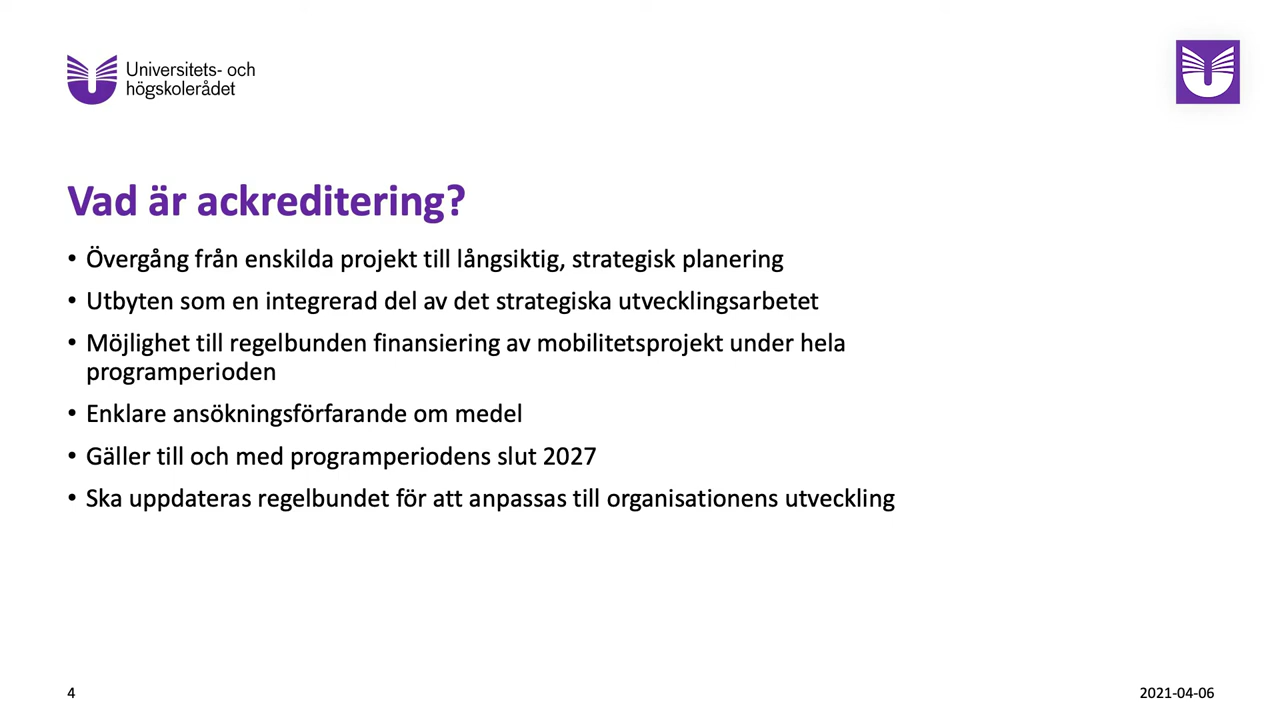 Universitets- och
högskolerådet
Vad är ackreditering?
• Övergång från enskilda projekt till långsiktig, strategisk planering
• Utbyten som en integrerad del av det strategiska utvecklingsarbetet
• Möjlighet till regelbunden finansiering av mobilitetsprojekt under hela
programperioden
• Enklare ansökningsförfarande om medel
• Gäller till och med programperiodens slut 2027
• Ska uppdateras regelbundet för att anpassas till organisationens utveckling
4
2021-04-06